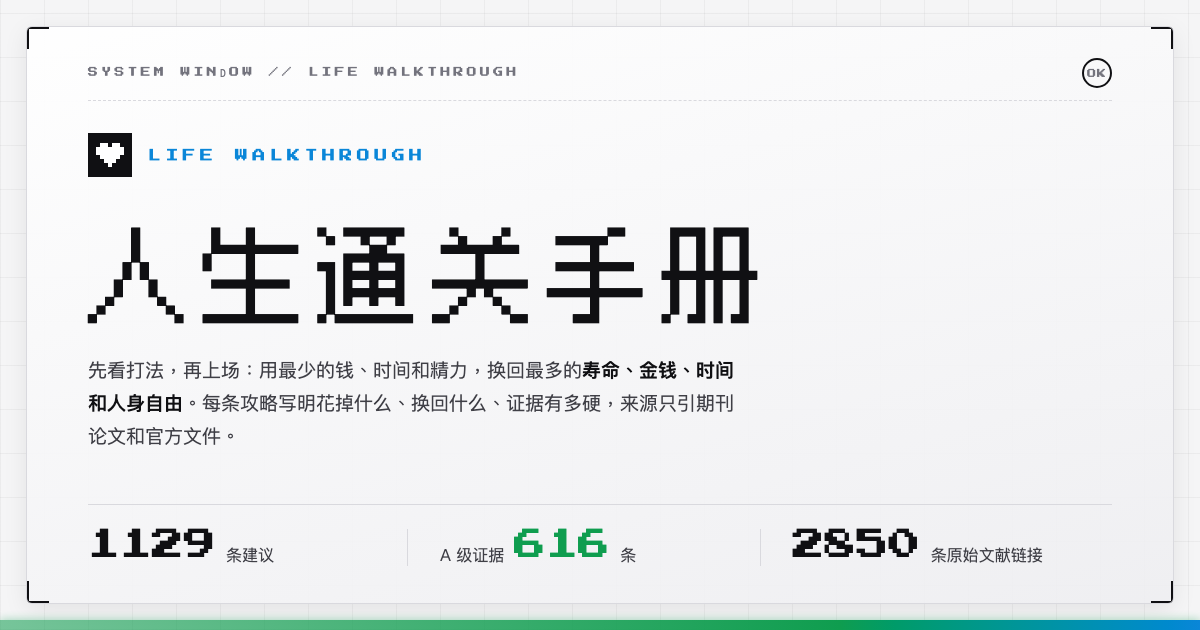 SYSTEM WINDOW // LIFE WALKTHROUGH
OK
LIFE WALKTHROUGH
人生通关手册
先看打法，再上场：用最少的钱、时间和精力，换回最多的寿命、金钱、时间
和人身自由。每条攻略写明花掉什么、换回什么、证据有多硬，来源只引期刊
论文和官方文件。
1129 条建议
A 级证据 616 条
2850 条原始文献链接